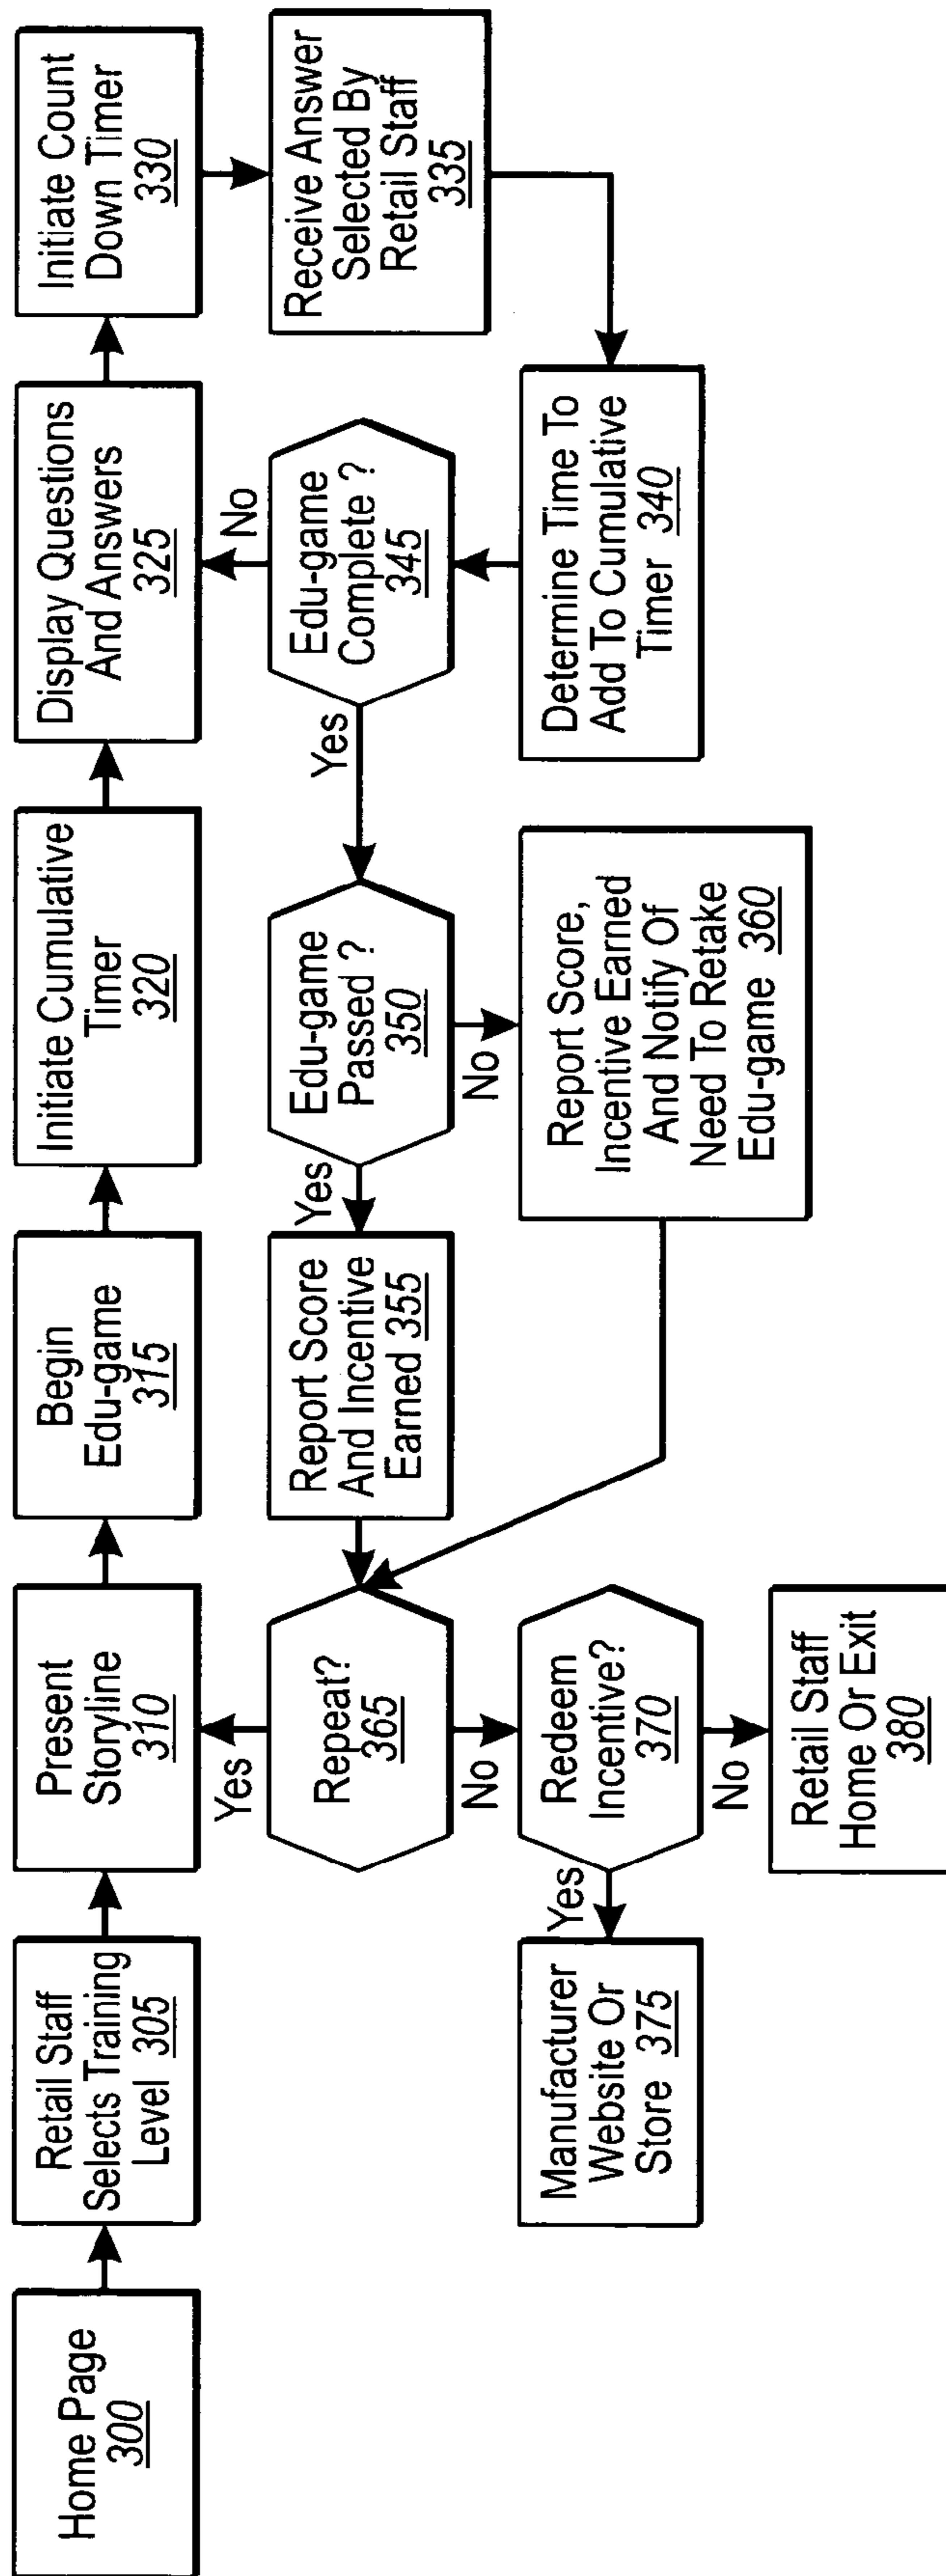 Home Page
300
Retail Staff
Selects Training
Level 305
Present
Storyline
310
Begin
Edu-game
315
Initiate Cumulative
Timer
320
Display Questions
And Answers
325
Initiate Count
Down Timer
330
Receive Answer
Selected By
Retail Staff
335
Determine Time To
Add To Cumulative
Timer 340
Edu-game
Complete ?
345
No
Yes
Edu-game
Passed ?
350
Yes
No
Report Score
And Incentive
Earned 355
Report Score,
Incentive Earned
And Notify Of
Need To Retake
Edu-game 360
Repeat?
365
Yes
No
Redeem
Incentive?
370
Yes
No
Manufacturer
Website Or
Store 375
Retail Staff
Home Or Exit
380